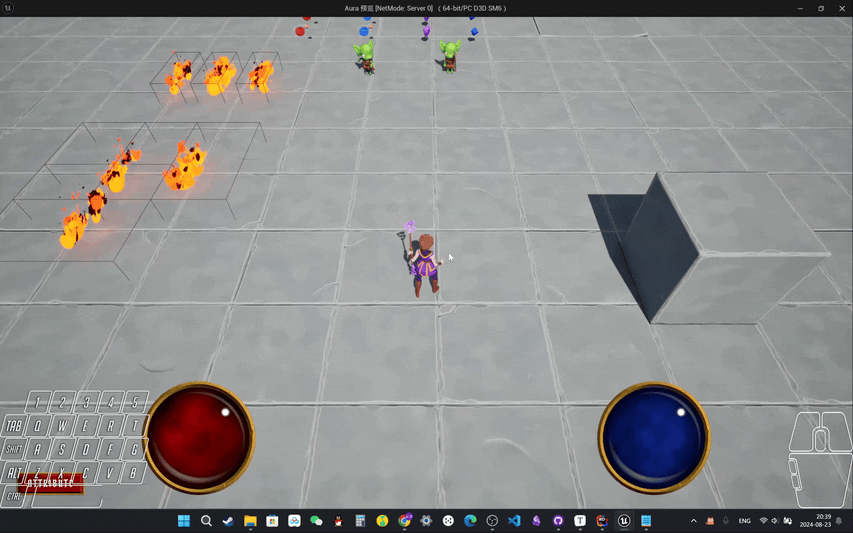 Aura 预览 [NetMode: Server 0] (64-bit/PC D3D SM6)
1 2 3 4 5
TAB Q W E R T
SHIFT A S D F G
ALT Z X C V B
ATTRIBUTE
CTRL
ENG
20:39
2024-08-23